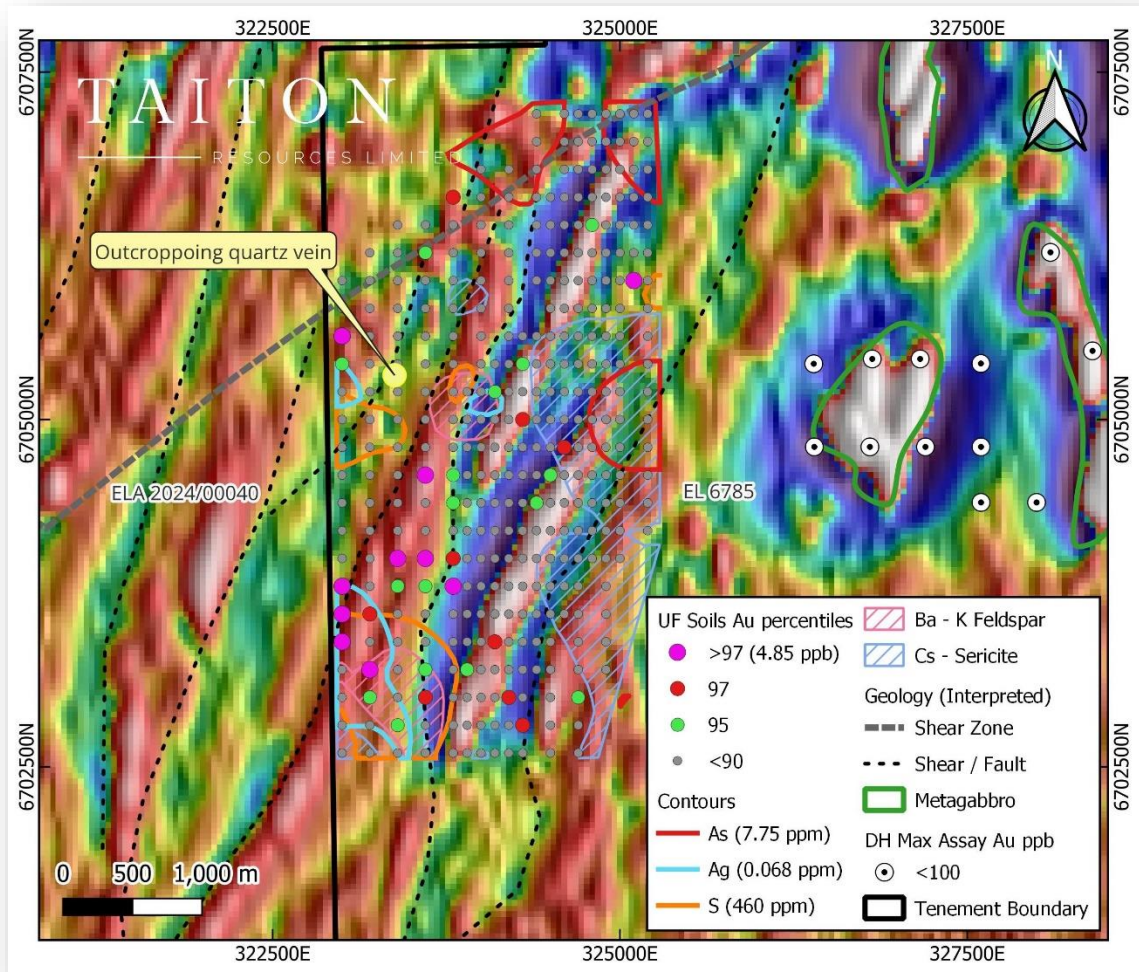 322500E
325000E
327500E
6707500N
6707500N
TAITON
RESOURCES LIMITED
N
Outcroppoing quartz vein
6705000N
6705000N
ELA 2024/00040
EL 6785
UF Soils Au percentiles
>97 (4.85 ppb)
97
95
<90
Contours
As (7.75 ppm)
Ag (0.068 ppm)
S (460 ppm)
Ba - K Feldspar
Cs - Sericite
Geology (Interpreted)
Shear Zone
Shear / Fault
Metagabbro
DH Max Assay Au ppb
<100
Tenement Boundary
6702500N
6702500N
0 500 1,000 m
322500E
325000E
327500E